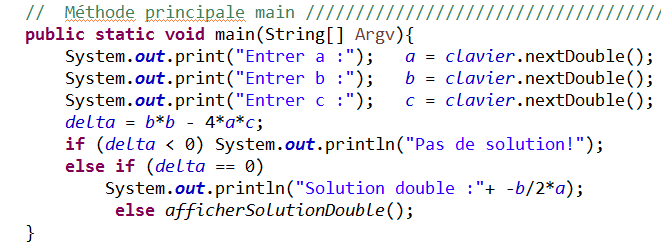 //  Méthode principale main //////////////////////////////////
public static void main(String[] Argv){
System.out.print("Entrer a :");   a = clavier.nextDouble();
System.out.print("Entrer b :");   b = clavier.nextDouble();
System.out.print("Entrer c :");   c = clavier.nextDouble();
delta = b*b - 4*a*c;
if (delta < 0) System.out.println("Pas de solution!");
else if (delta == 0)
System.out.println("Solution double :"+ -b/2*a);
else afficherSolutionDouble();
}